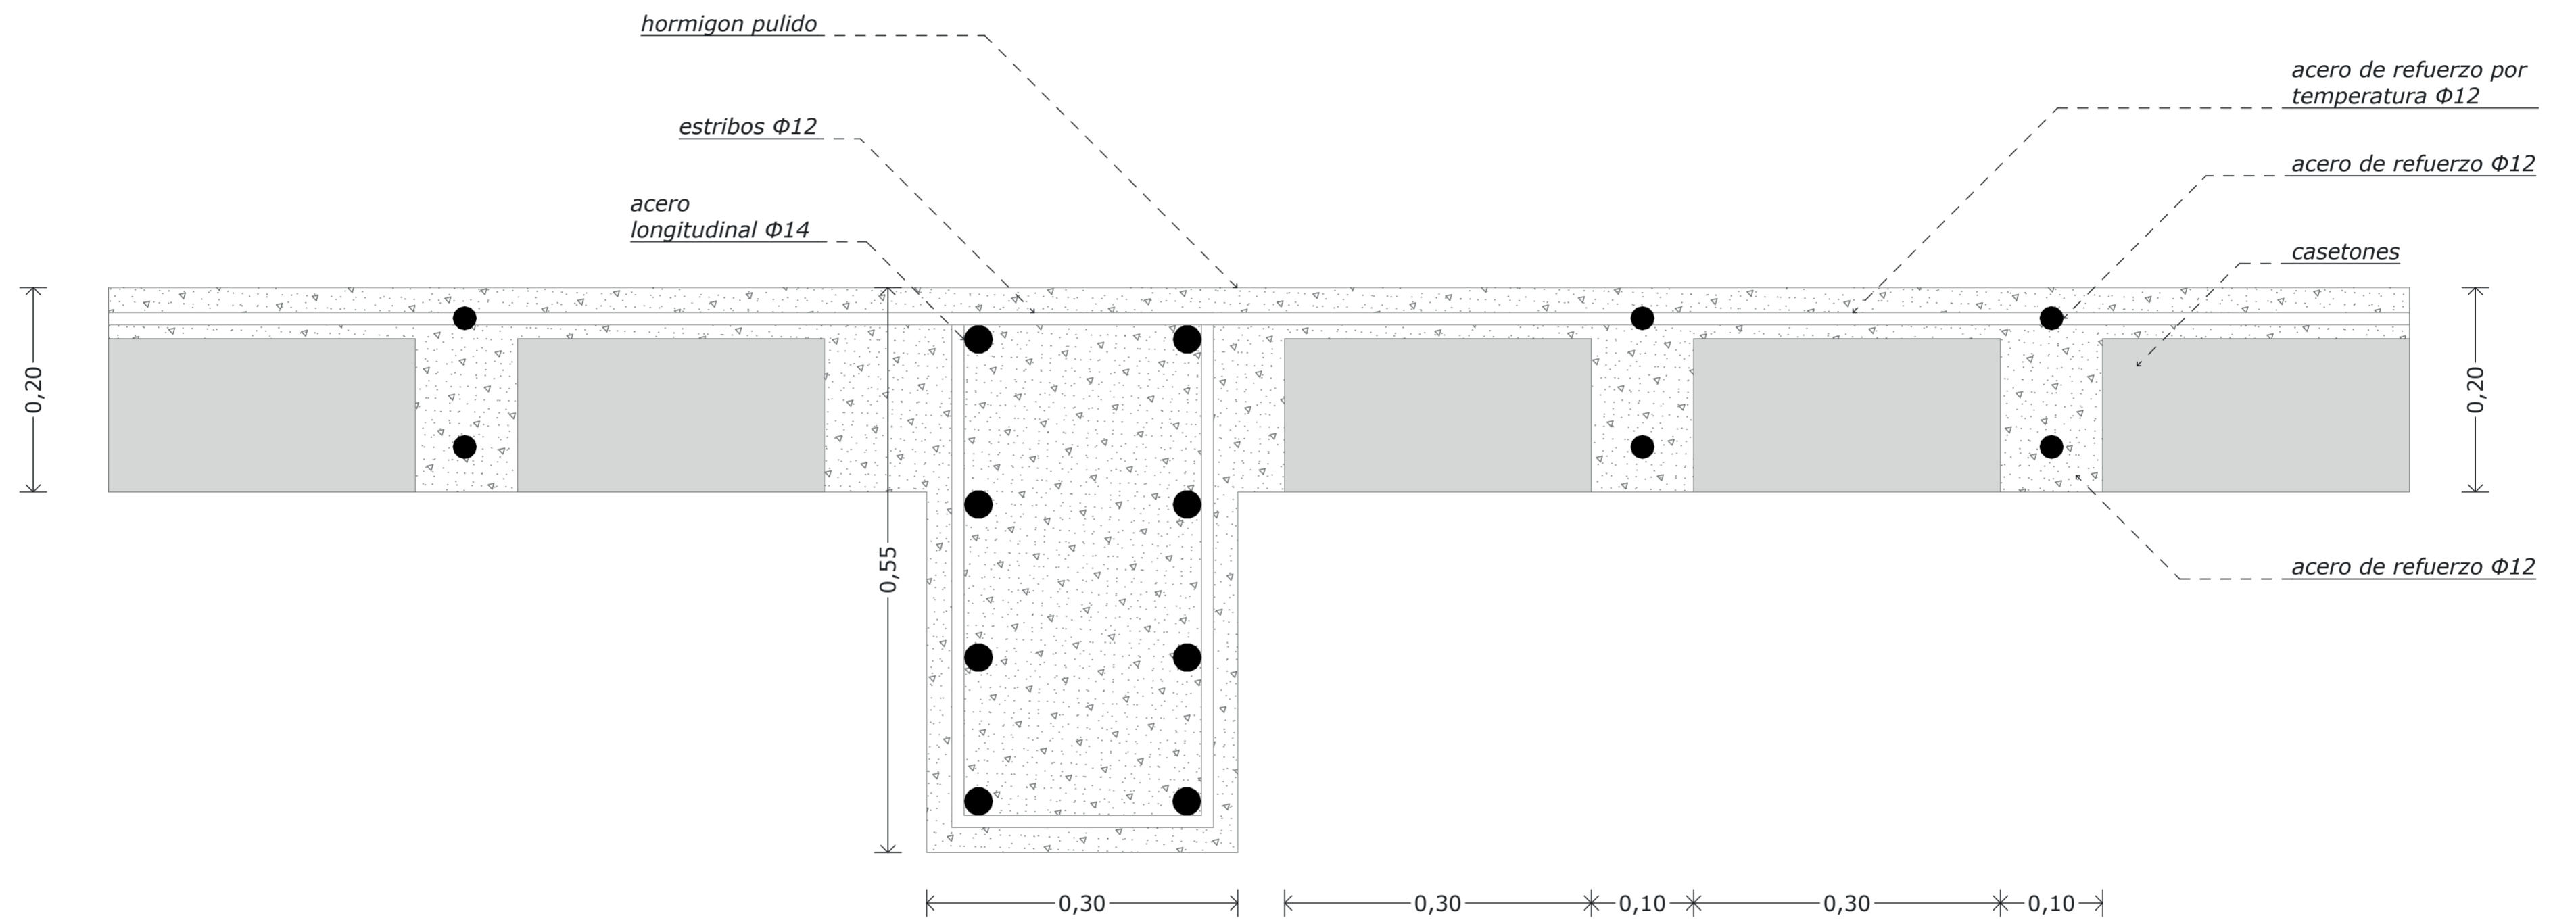 hormigon pulido
acero de refuerzo por
temperatura Φ12
estribos Φ12
acero de refuerzo Φ12
acero
longitudinal Φ14
casetones
0,20
0,20
0,55
acero de refuerzo Φ12
0,30
0,30
0,10
0,30
0,10